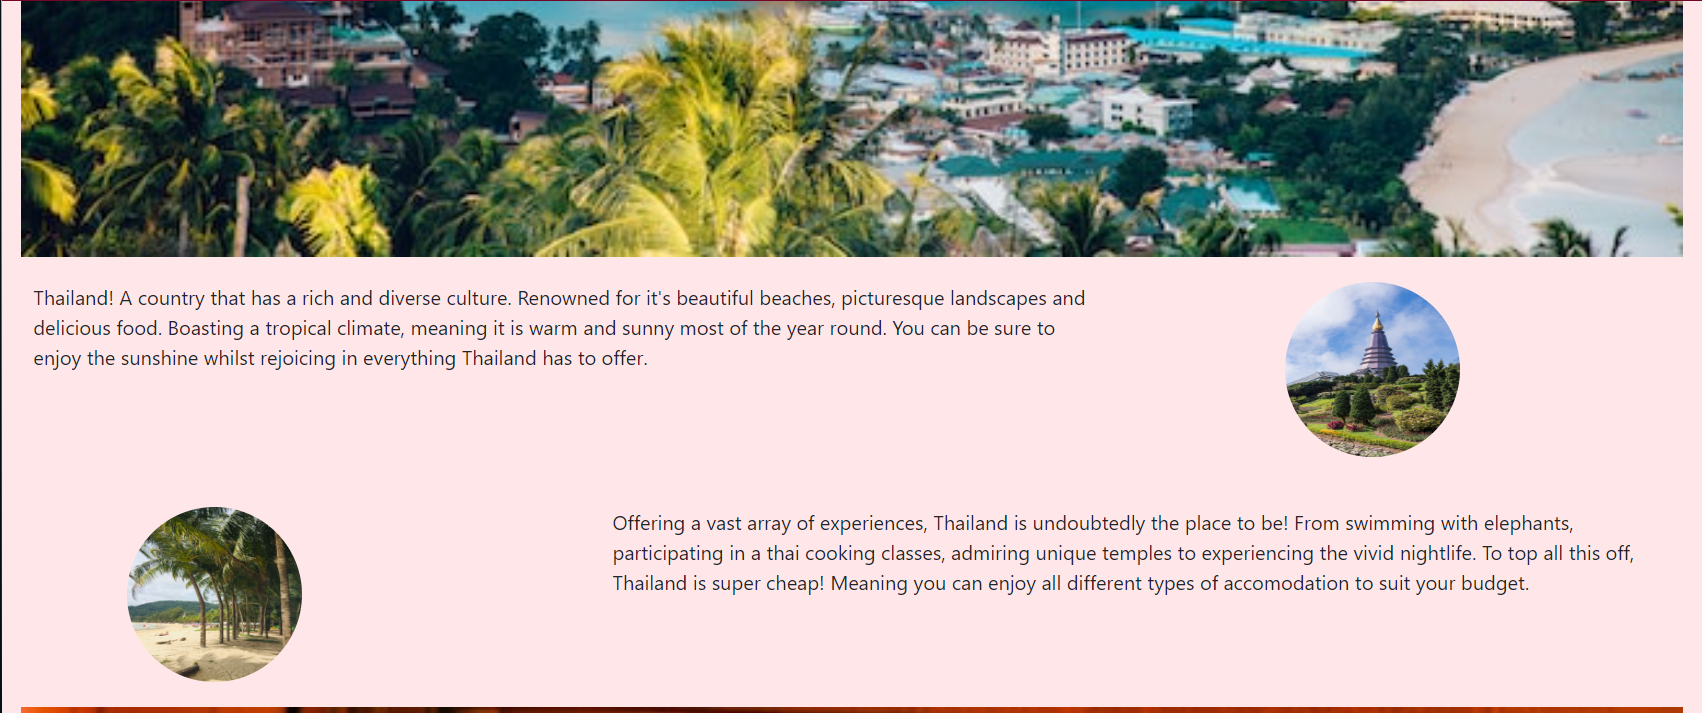 Thailand! A country that has a rich and diverse culture. Renowned for it's beautiful beaches, picturesque landscapes and
delicious food. Boasting a tropical climate, meaning it is warm and sunny most of the year round. You can be sure to
enjoy the sunshine whilst rejoicing in everything Thailand has to offer.
Offering a vast array of experiences, Thailand is undoubtedly the place to be! From swimming with elephants,
participating in a thai cooking classes, admiring unique temples to experiencing the vivid nightlife. To top all this off,
Thailand is super cheap! Meaning you can enjoy all different types of accomodation to suit your budget.